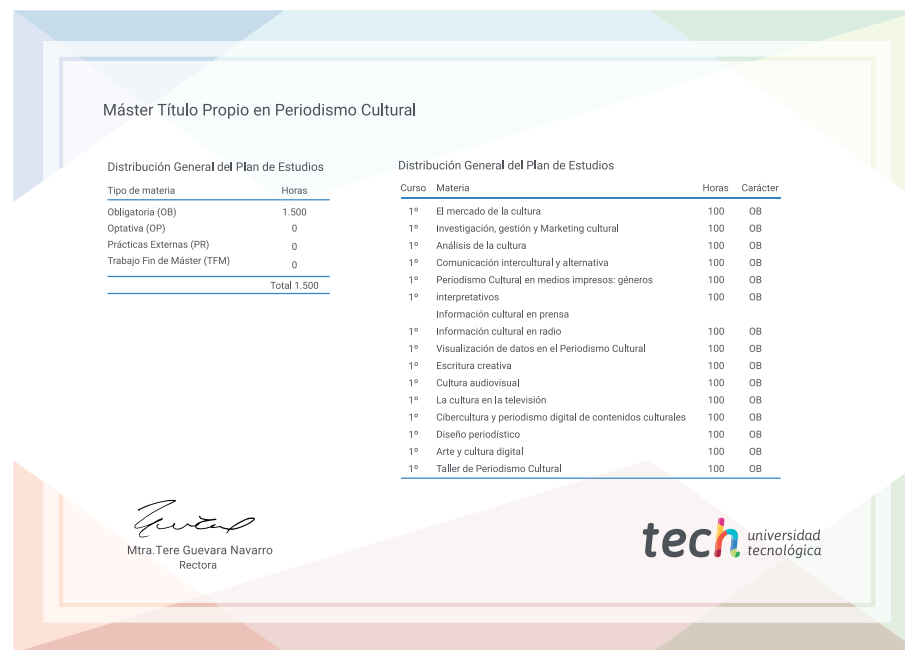 Máster Título Propio en Periodismo Cultural
Distribución General del Plan de Estudios
Tipo de materia Horas
Obligatoria (OB) 1.500
Optativa (OP) 0
Prácticas Externas (PR) 0
Trabajo Fin de Máster (TFM) 0
Total 1.500
Distribución General del Plan de Estudios
Curso Materia Horas Carácter
1º El mercado de la cultura 100 OB
1º Investigación, gestión y Marketing cultural 100 OB
1º Análisis de la cultura 100 OB
1º Comunicación intercultural y alternativa 100 OB
1º Periodismo Cultural en medios impresos: géneros 100 OB
1º interpretativos 100 OB
Información cultural en prensa
1º Información cultural en radio 100 OB
1º Visualización de datos en el Periodismo Cultural 100 OB
1º Escritura creativa 100 OB
1º Cultura audiovisual 100 OB
1º La cultura en la televisión 100 OB
1º Cibercultura y periodismo digital de contenidos culturales 100 OB
1º Diseño periodístico 100 OB
1º Arte y cultura digital 100 OB
1º Taller de Periodismo Cultural 100 OB
Mtra.Tere Guevara Navarro
Rectora
tech universidad
tecnológica